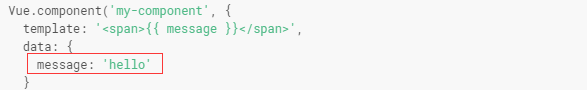 Vue.component('my-component', {
  template: '<span>{{ message }}</span>',
  data: {
    message: 'hello'
  }